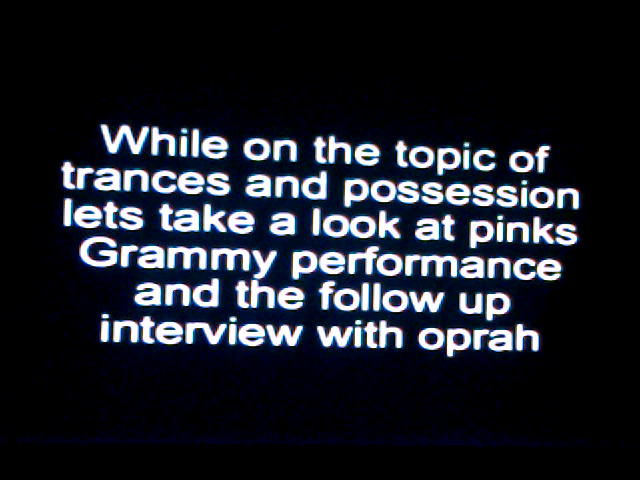 While on the topic of
trances and possession
lets take a look at pinks
Grammy performance
and the follow up
interview with oprah